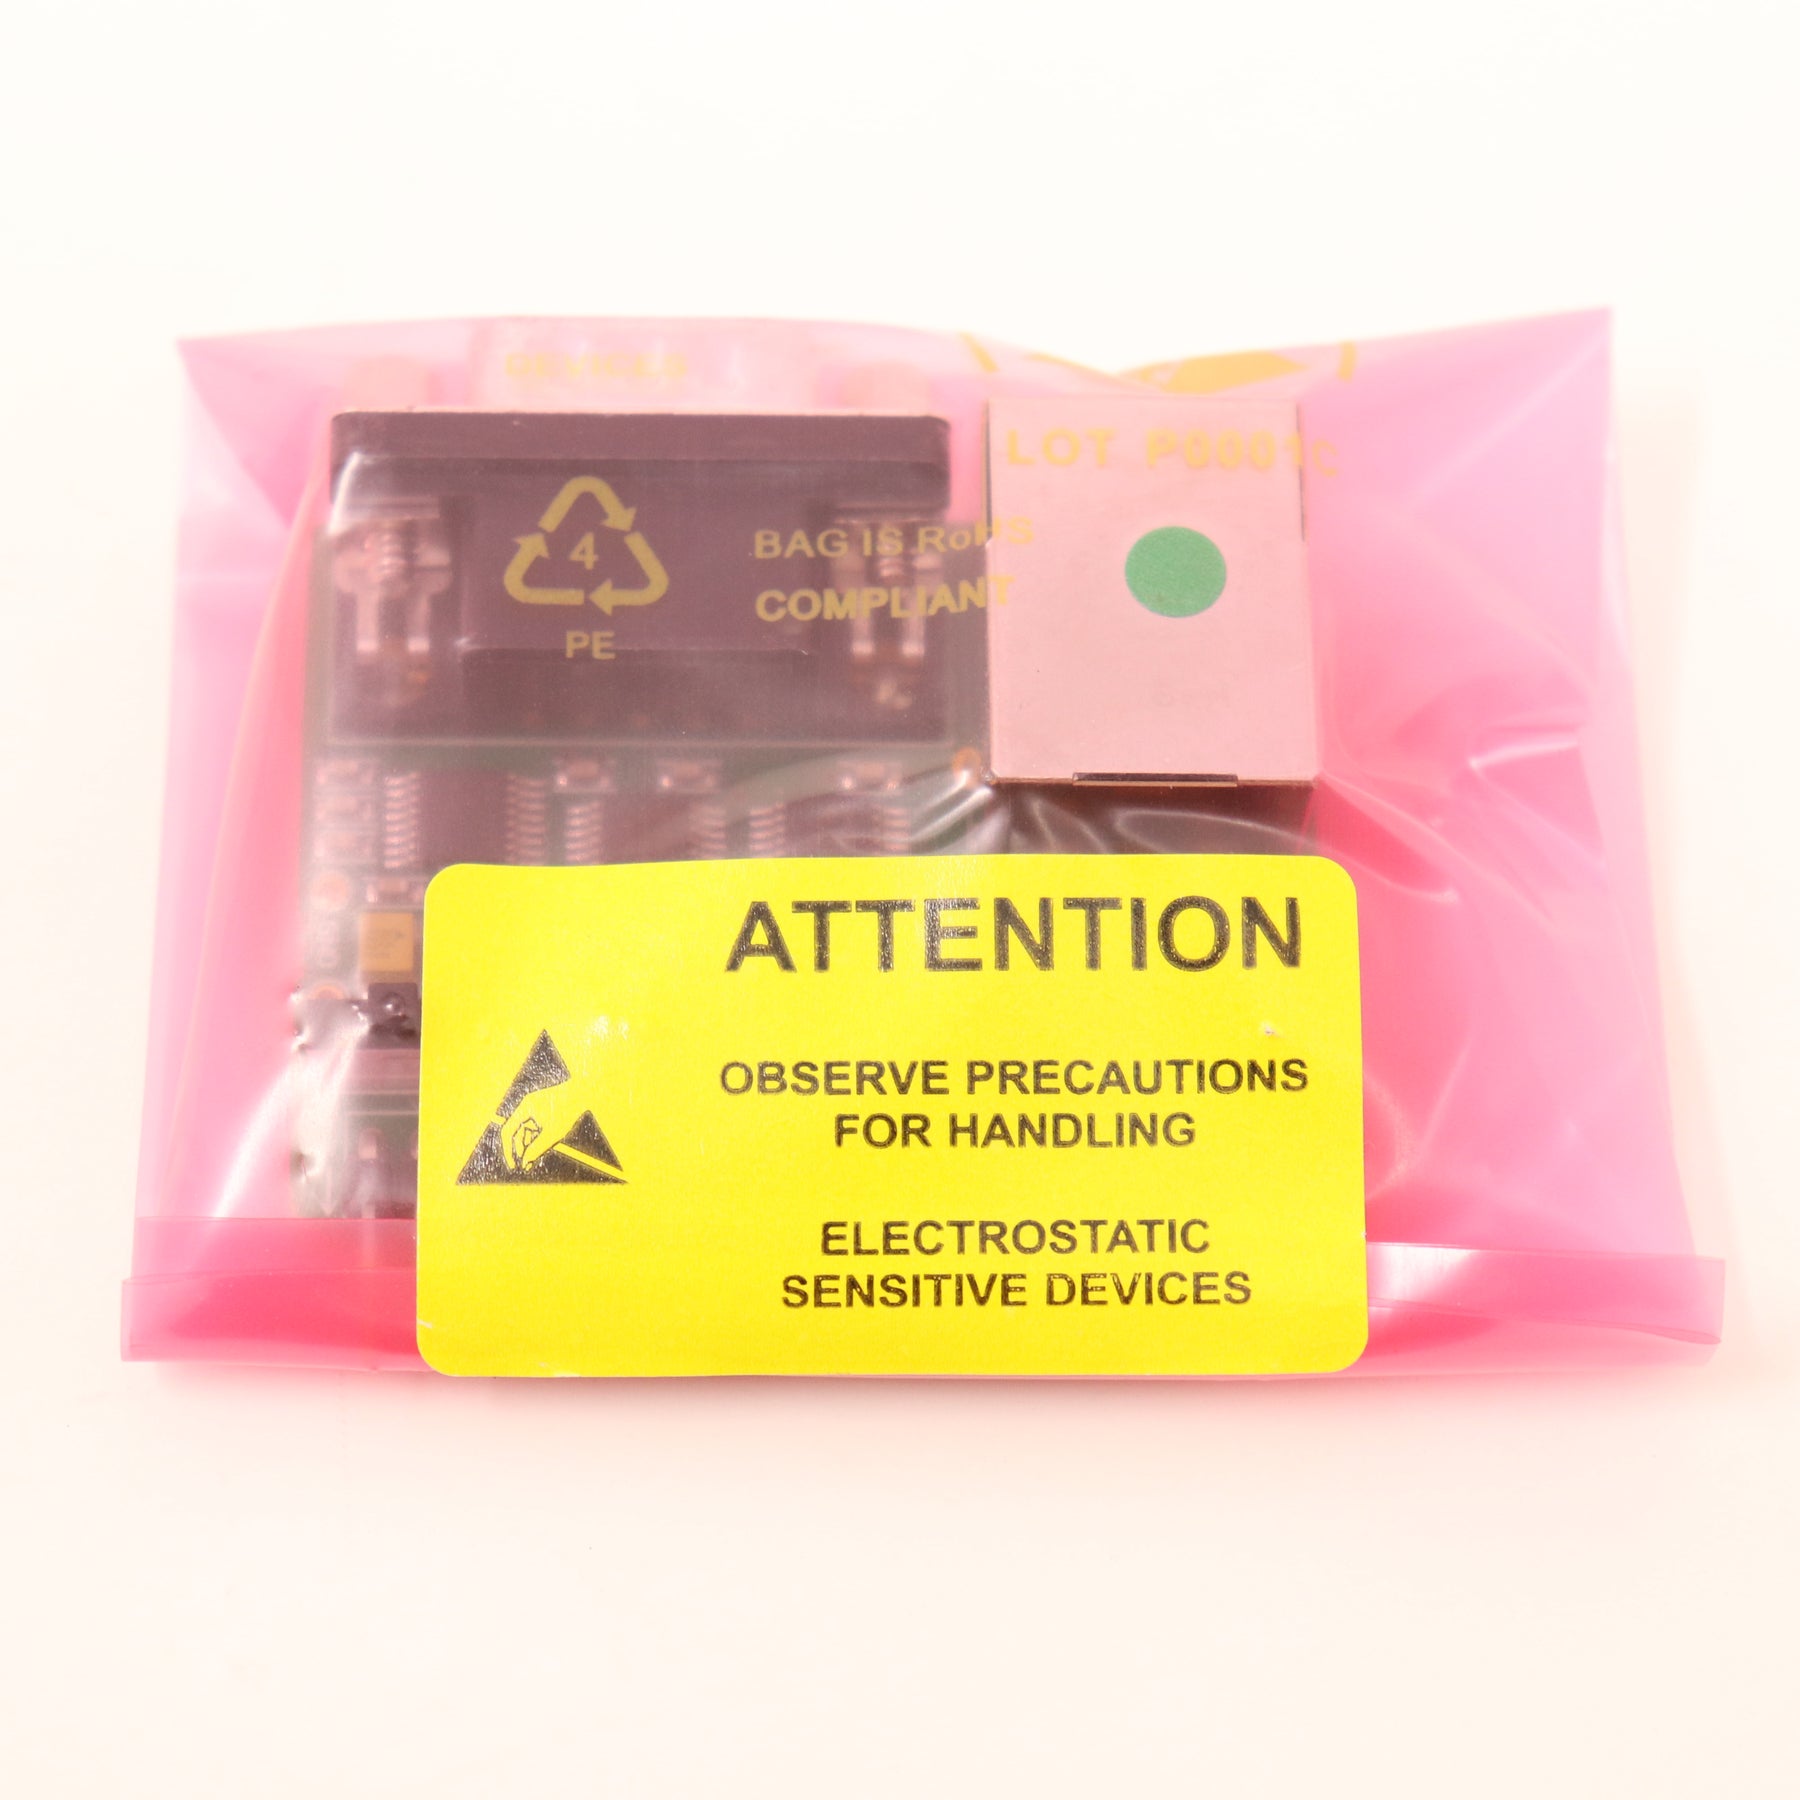 DEVICES
LOT P0001C
4
PE
BAG IS RoHS
COMPLIANT
ATTENTION
OBSERVE PRECAUTIONS
FOR HANDLING
ELECTROSTATIC
SENSITIVE DEVICES